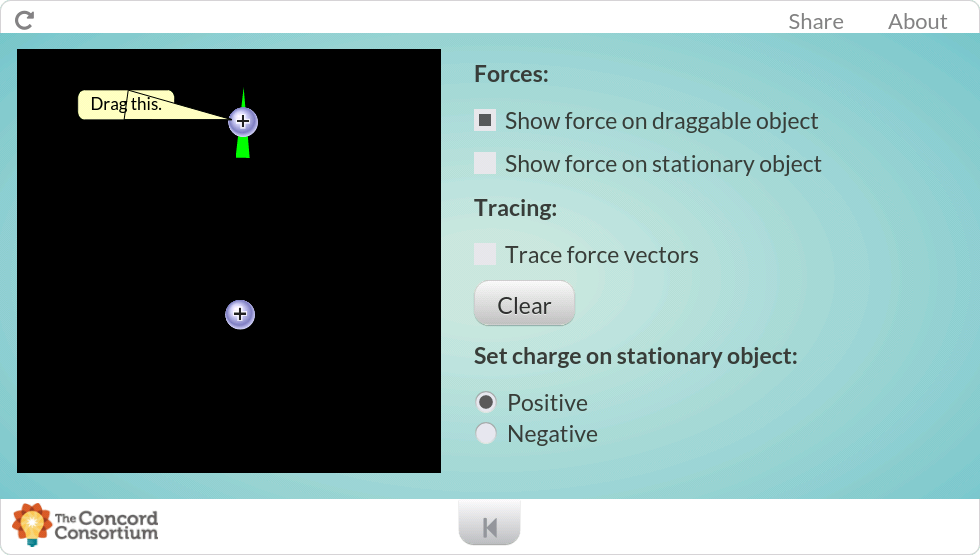 Share About
Drag this.
+
+
Forces:
Show force on draggable object
Show force on stationary object
Tracing:
Trace force vectors
Clear
Set charge on stationary object:
Positive
Negative
The Concord
Consortium